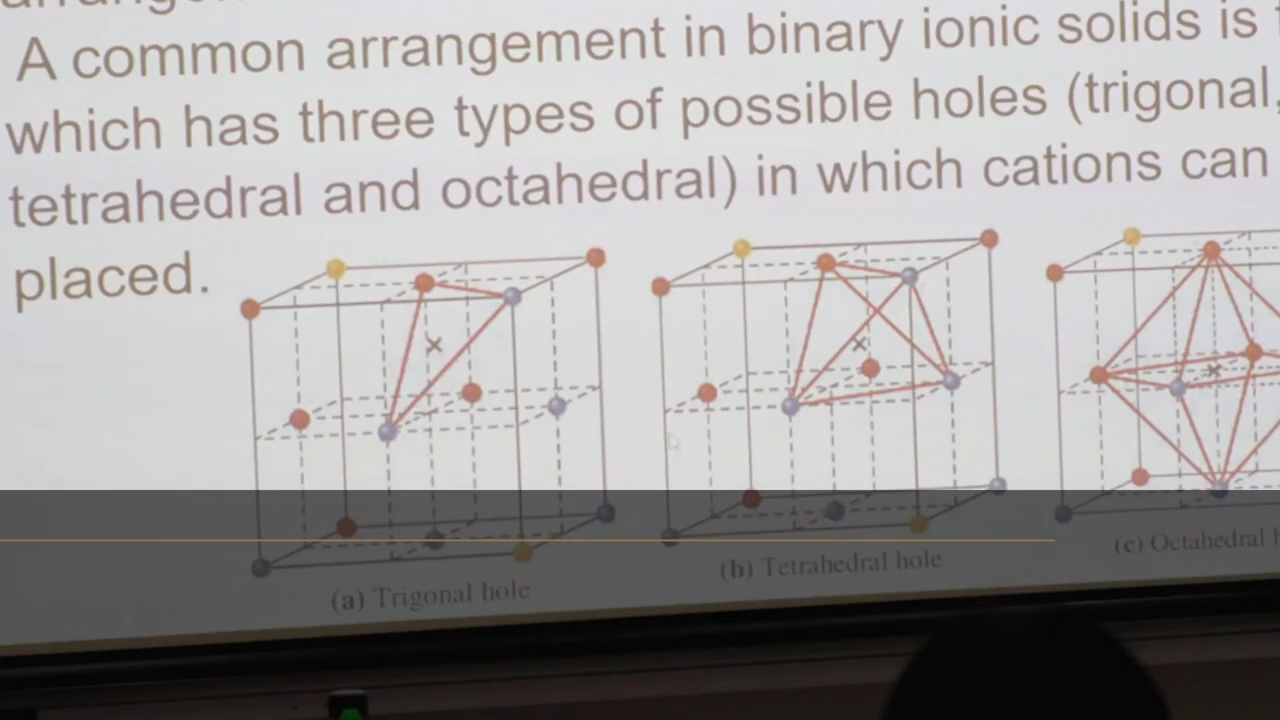 A common arrangement in binary ionic solids is
which has three types of possible holes (trigonal,
tetrahedral and octahedral) in which cations can
placed.
(a) Trigonal hole
(b) Tetrahedral hole
(c) Octahedral